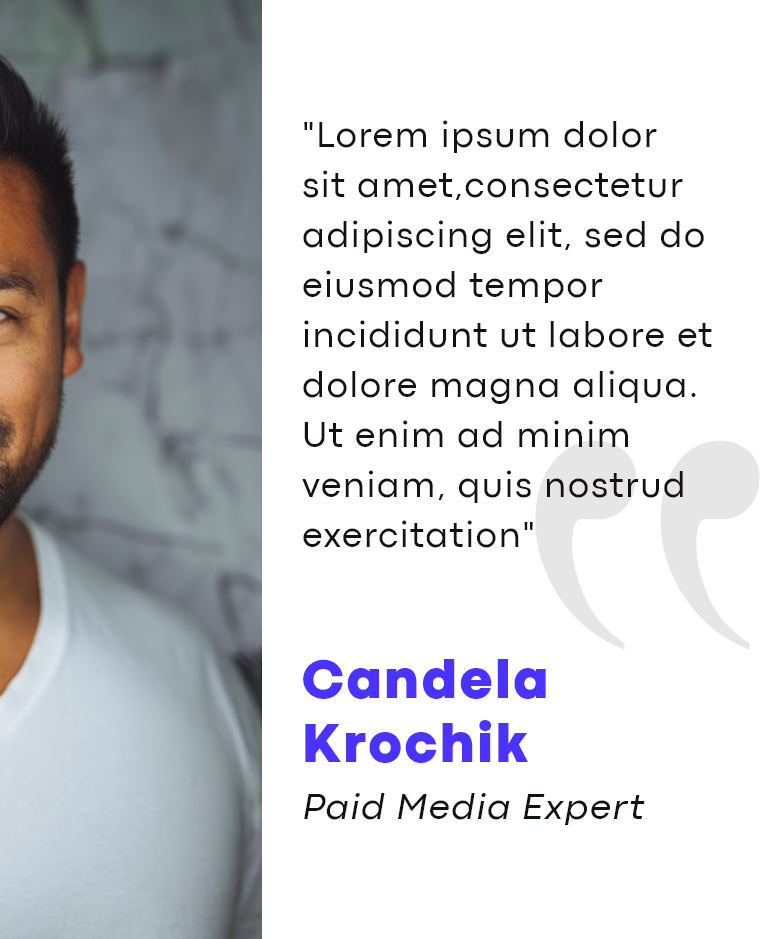 "Lorem ipsum dolor
sit amet,consectetur
adipiscing elit, sed do
eiusmod tempor
incididunt ut labore et
dolore magna aliqua.
Ut enim ad minim
veniam, quis nostrud
exercitation"
Candela
Krochik
Paid Media Expert